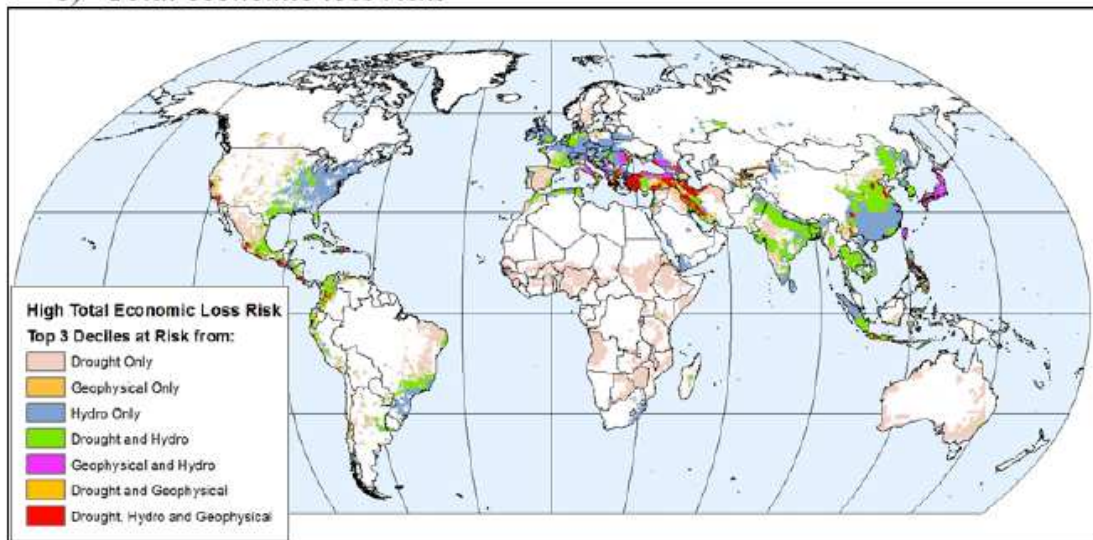 High Total Economic Loss Risk
Top 3 Deciles at Risk from:
Drought Only
Geophysical Only
Hydro Only
Drought and Hydro
Geophysical and Hydro
Drought and Geophysical
Drought, Hydro and Geophysical